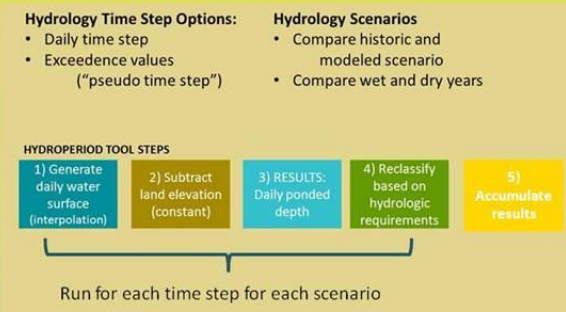 Hydrology Time Step Options:
• Daily time step
• Exceedence values
("pseudo time step")
Hydrology Scenarios
• Compare historic and
modeled scenario
• Compare wet and dry years
HYDROPERIOD TOOL STEPS
1) Generate
daily water
surface
(interpolation)
2) Subtract
land elevation
(constant)
3) RESULTS:
Daily ponded
depth
4) Reclassify
based on
hydrologic
requirements
5)
Accumulate
results
Run for each time step for each scenario